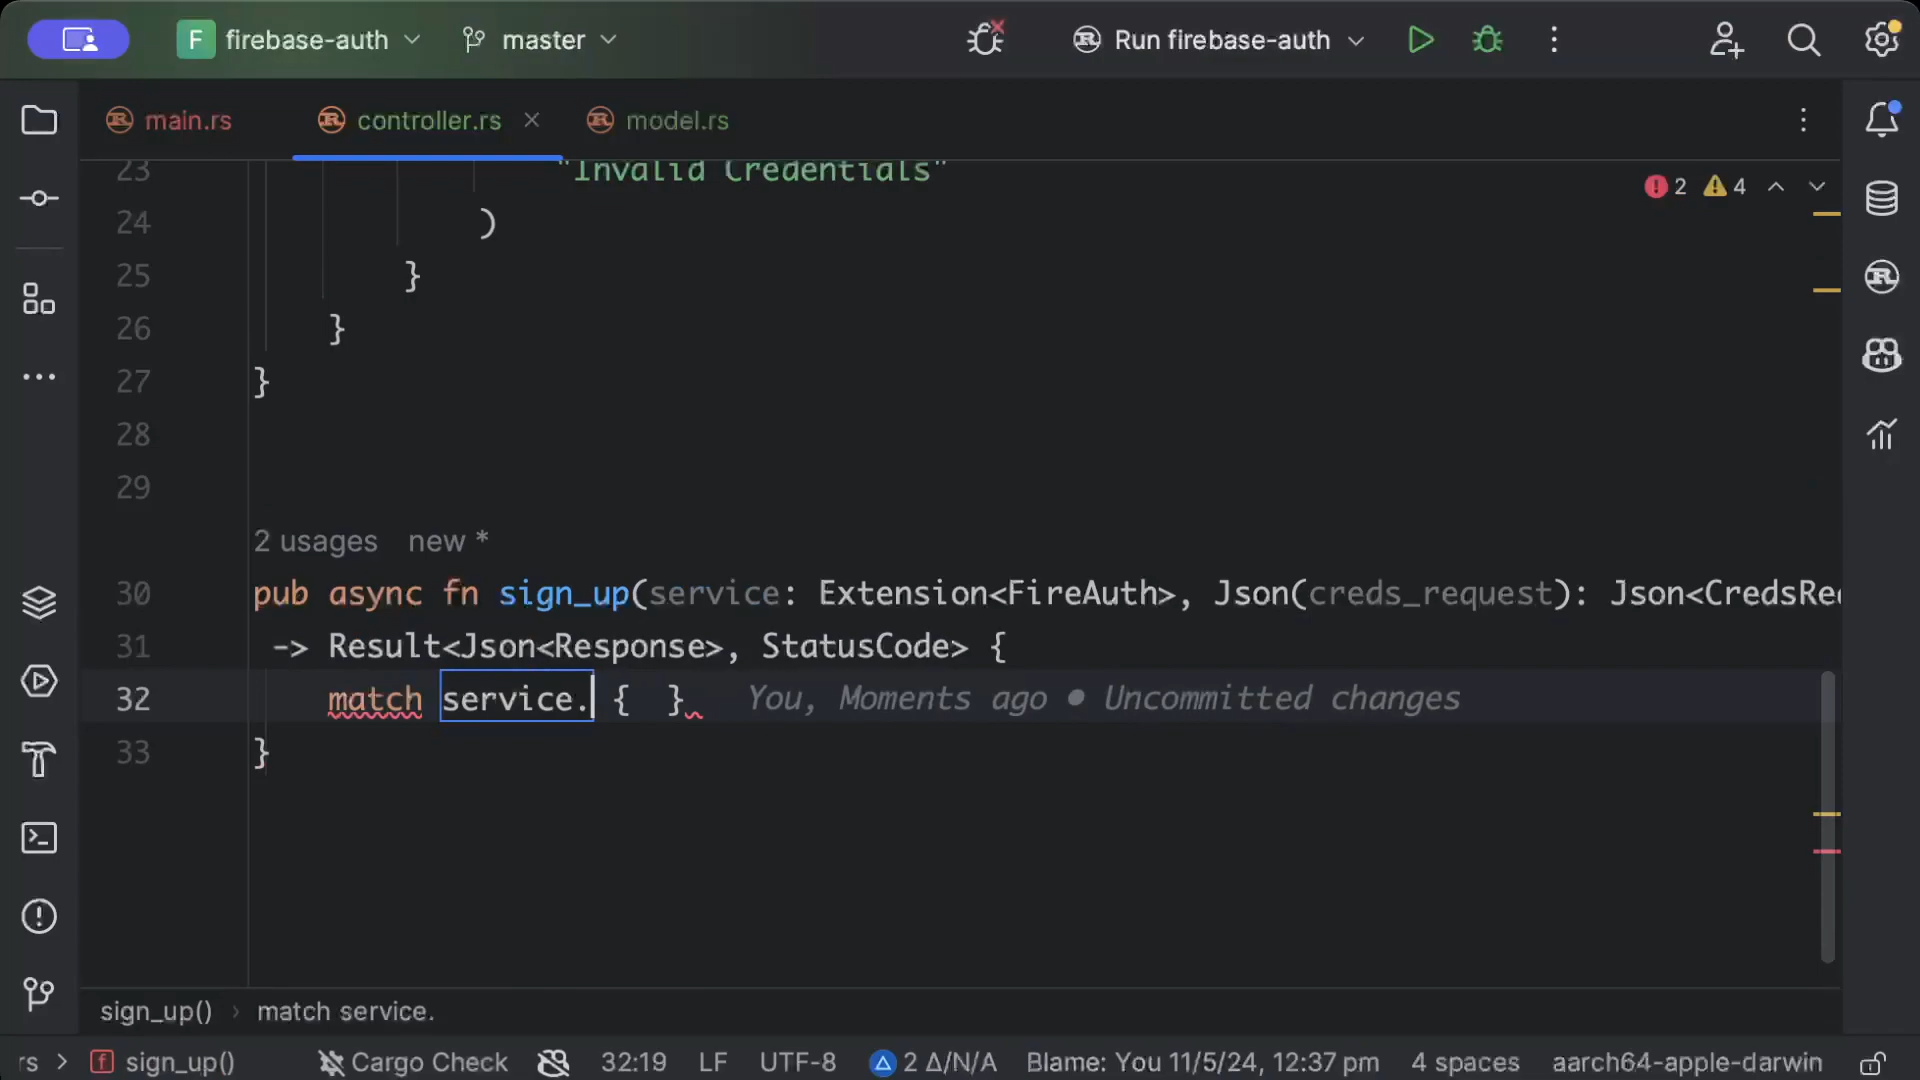 F firebase-auth master Run firebase-auth
main.rs controller.rs model.rs
2 4
23 "Invalid Credentials"
24 )
25 }
26 }
27 }
28
29
2 usages new *
30 pub async fn sign_up(service: Extension<FireAuth>, Json(creds_request): Json<CredsRe
31 -> Result<Json<Response>, StatusCode> {
32 match service. { } You, Moments ago • Uncommitted changes
33 }
sign_up() › match service.
rs > f sign_up() Cargo Check 32:19 LF UTF-8 2 Δ/N/A Blame: You 11/5/24, 12:37 pm 4 spaces aarch64-apple-darwin